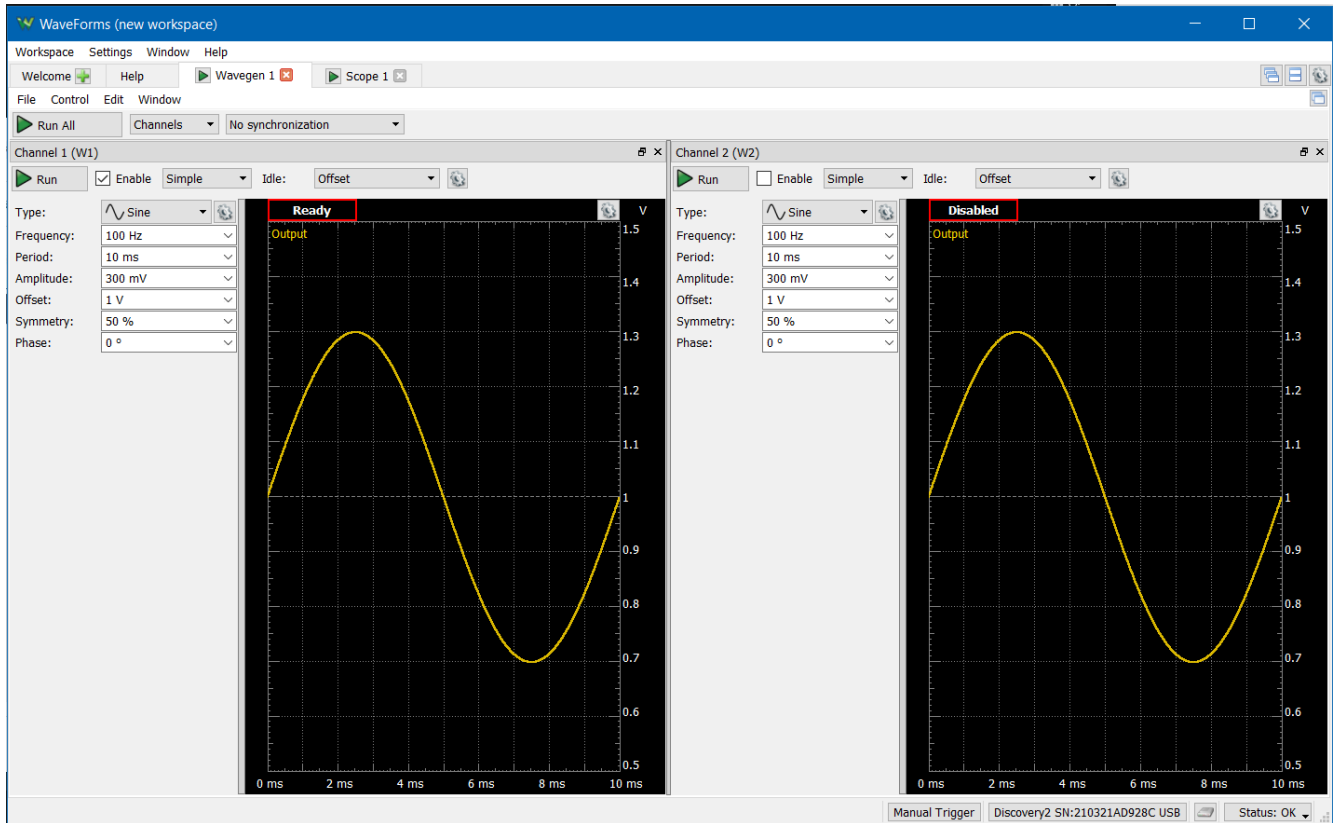 WaveForms (new workspace)
Workspace Settings Window Help
Welcome Help Wavegen 1 Scope 1
File Control Edit Window
Run All Channels No synchronization
Channel 1 (W1)
Run Enable Simple Idle: Offset
Type: Sine
Frequency: 100 Hz
Period: 10 ms
Amplitude: 300 mV
Offset: 1 V
Symmetry: 50 %
Phase: 0 º
Ready V
Output
1.5
1.4
1.3
1.2
1.1
1
0.9
0.8
0.7
0.6
0.5
0 ms 2 ms 4 ms 6 ms 8 ms 10 ms
Channel 2 (W2)
Run Enable Simple Idle: Offset
Type: Sine
Frequency: 100 Hz
Period: 10 ms
Amplitude: 300 mV
Offset: 1 V
Symmetry: 50 %
Phase: 0 º
Disabled V
Output
1.5
1.4
1.3
1.2
1.1
1
0.9
0.8
0.7
0.6
0.5
0 ms 2 ms 4 ms 6 ms 8 ms 10 ms
Manual Trigger Discovery2 SN:210321AD928C USB Status: OK